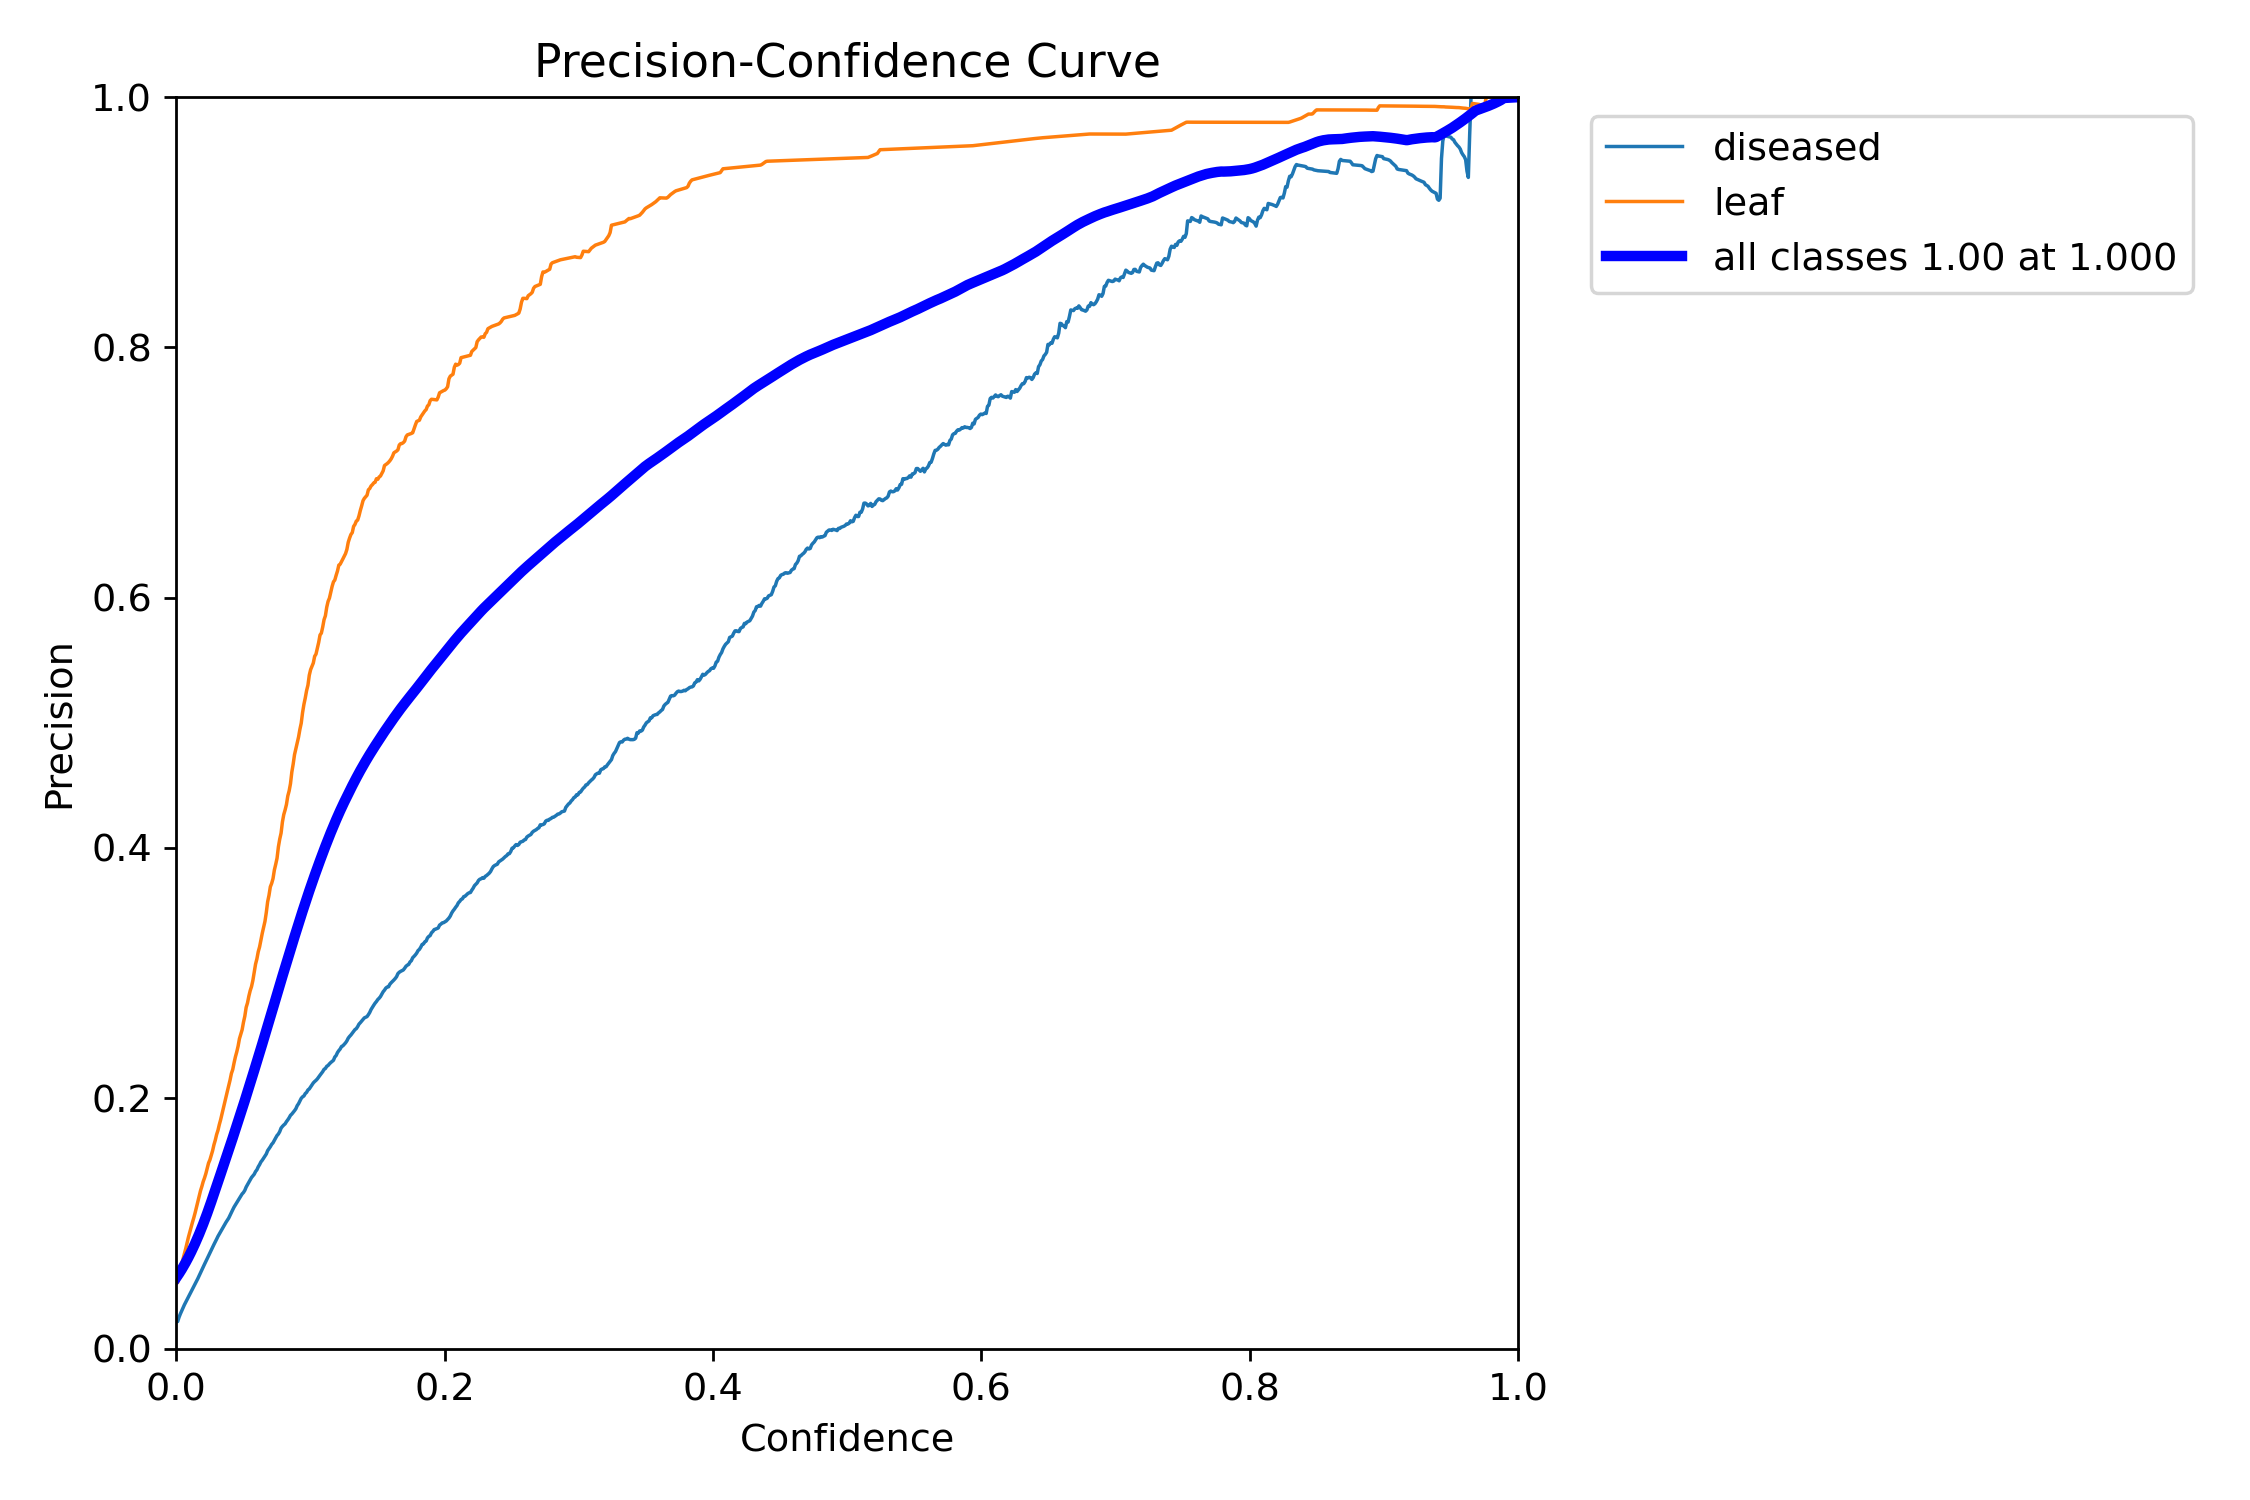 Precision-Confidence Curve
1.0
0.8
0.6
0.4
0.2
0.0
Precision
0.0 0.2 0.4 0.6 0.8 1.0
Confidence
diseased
leaf
all classes 1.00 at 1.000